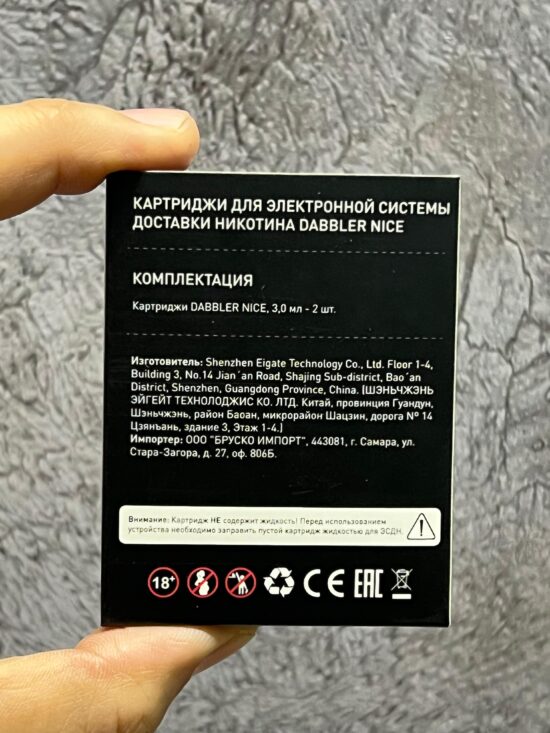 КАРТРИДЖИ ДЛЯ ЭЛЕКТРОННОЙ СИСТЕМЫ
ДОСТАВКИ НИКОТИНА DABBLER NICE
КОМПЛЕКТАЦИЯ
Картриджи DABBLER NICE, 3,0 мл - 2 шт.
Изготовитель: Shenzhen Eigate Technology Co., Ltd. Floor 1-4,
Building 3, No.14 Jian´an Road, Shajing Sub-district, Bao´an
District, Shenzhen, Guangdong Province, China. (ШЭНЬЧЖЭНЬ
ЭЙГЕЙТ ТЕХНОЛОДЖИС КО. ЛТД. Китай, провинция Гуандун,
Шэньчжэнь, район Баоан, микрорайон Шацзин, дорога № 14
Цзянъань, здание 3, Этаж 1-4.)
Импортер: ООО "БРУСКО ИМПОРТ", 443081, г. Самара, ул.
Стара-Загора, д. 27, оф. 806Б.
Внимание: Картридж НЕ содержит жидкость! Перед использованием
устройства необходимо заправить пустой картридж жидкостью для ЭСДН.
18+ CE EAC